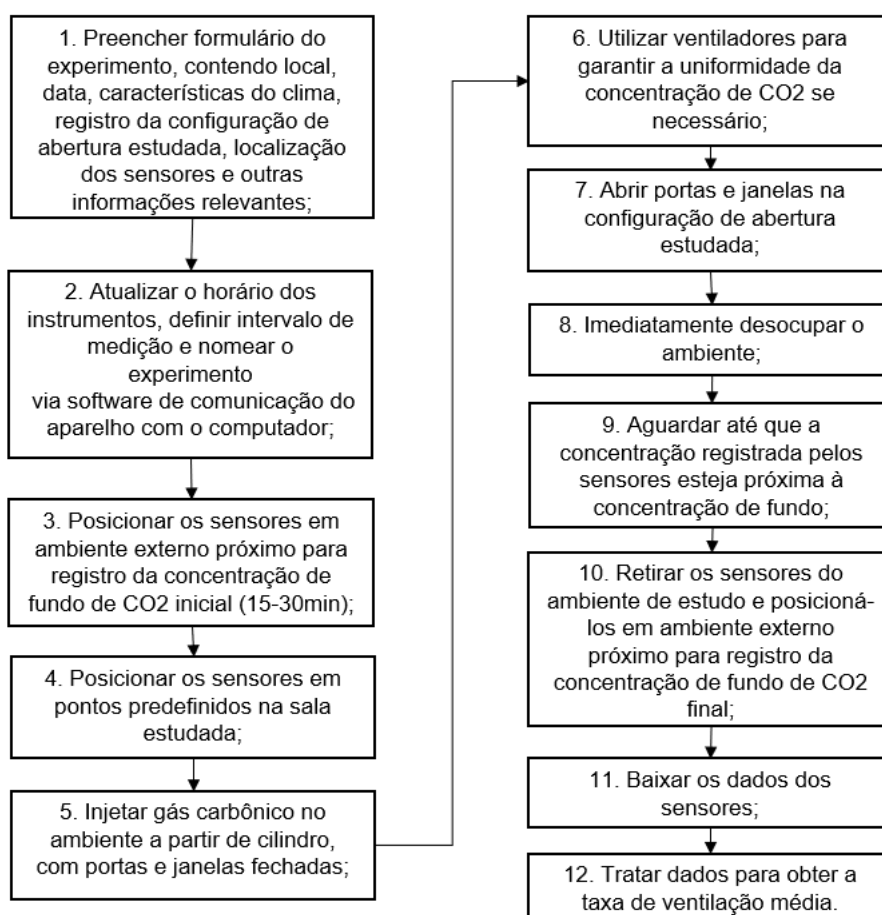 1. Preencher formulário do
experimento, contendo local,
data, características do clima,
registro da configuração de
abertura estudada, localização
dos sensores e outras
informações relevantes;
2. Atualizar o horário dos
instrumentos, definir intervalo de
medição e nomear o
experimento
via software de comunicação do
aparelho com o computador;
3. Posicionar os sensores em
ambiente externo próximo para
registro da concentração de
fundo de CO2 inicial (15-30min);
4. Posicionar os sensores em
pontos predefinidos na sala
estudada;
5. Injetar gás carbônico no
ambiente a partir de cilindro,
com portas e janelas fechadas;
6. Utilizar ventiladores para
garantir a uniformidade da
concentração de CO2 se
necessário;
7. Abrir portas e janelas na
configuração de abertura
estudada;
8. Imediatamente desocupar o
ambiente;
9. Aguardar até que a
concentração registrada pelos
sensores esteja próxima à
concentração de fundo;
10. Retirar os sensores do
ambiente de estudo e posicioná-
los em ambiente externo
próximo para registro da
concentração de fundo de CO2
final;
11. Baixar os dados dos
sensores;
12. Tratar dados para obter a
taxa de ventilação média.